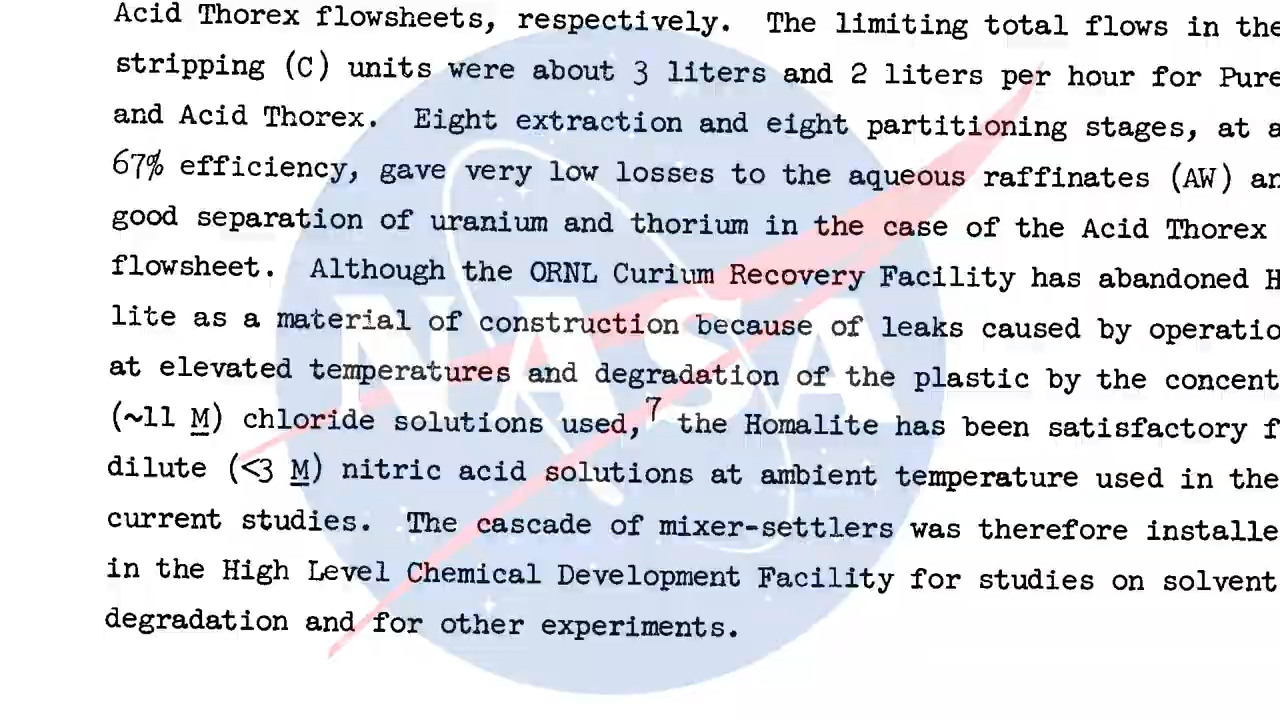 Acid Thorex flowsheets, respectively. The limiting total flows in the
stripping (C) units were about 3 liters and 2 liters per hour for Pure
and Acid Thorex. Eight extraction and eight partitioning stages, at a
67% efficiency, gave very low losses to the aqueous raffinates (AW) an
good separation of uranium and thorium in the case of the Acid Thorex
flowsheet. Although the ORNL Curium Recovery Facility has abandoned H
lite as a material of construction because of leaks caused by operatio
at elevated temperatures and degradation of the plastic by the concent
(~11 M) chloride solutions used,7 the Homalite has been satisfactory f
dilute (<3 M) nitric acid solutions at ambient temperature used in the
current studies. The cascade of mixer-settlers was therefore installe
in the High Level Chemical Development Facility for studies on solvent
degradation and for other experiments.
NASA